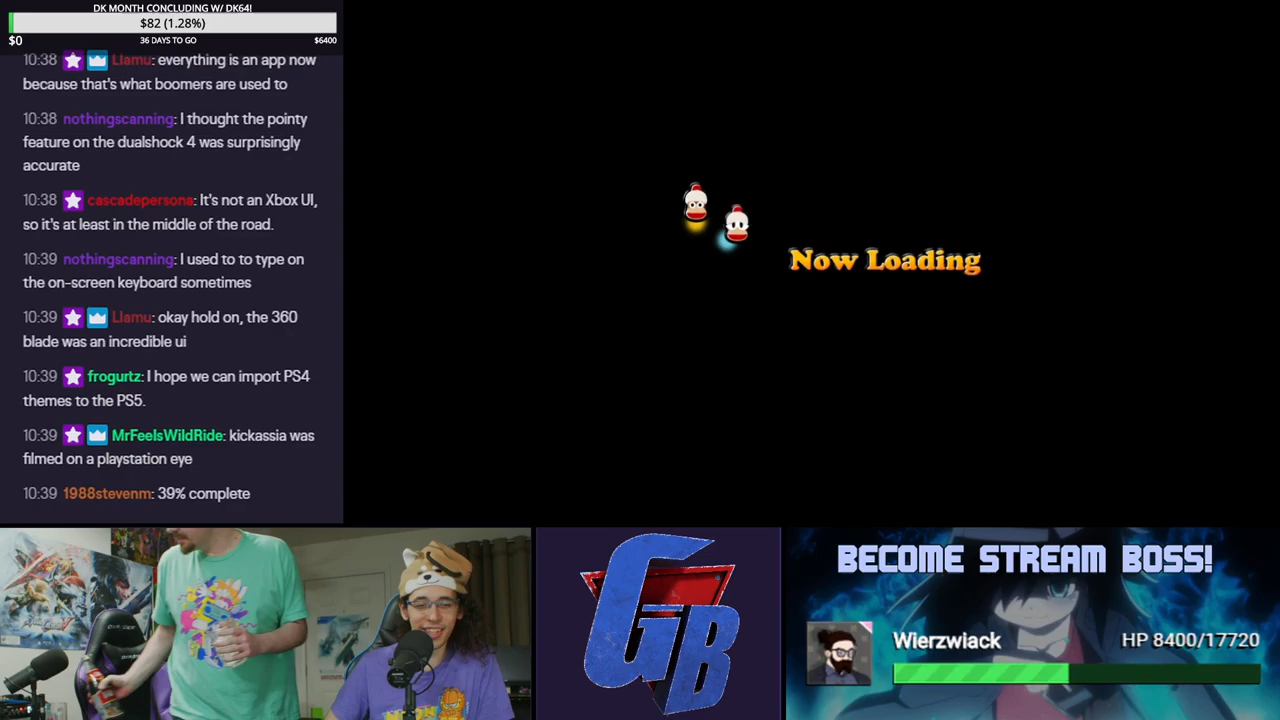 DK MONTH CONCLUDING W/ DK64!
$82 (1.28%)
$0 36 DAYS TO GO $6400
10:38 Llamu: everything is an app now
because that's what boomers are used to
10:38 nothingscanning: I thought the pointy
feature on the dualshock 4 was surprisingly
accurate
10:38 cascadepersona: It's not an Xbox UI,
so it's at least in the middle of the road.
10:39 nothingscanning: I used to to type on
the on-screen keyboard sometimes
10:39 Llamu: okay hold on, the 360
blade was an incredible ui
10:39 frogurtz: I hope we can import PS4
themes to the PS5.
10:39 MrFeelsWildRide: kickassia was
filmed on a playstation eye
10:39 1988stevenm: 39% complete
Now Loading
GB
BECOME STREAM BOSS!
Wierzwiack HP 8400/17720